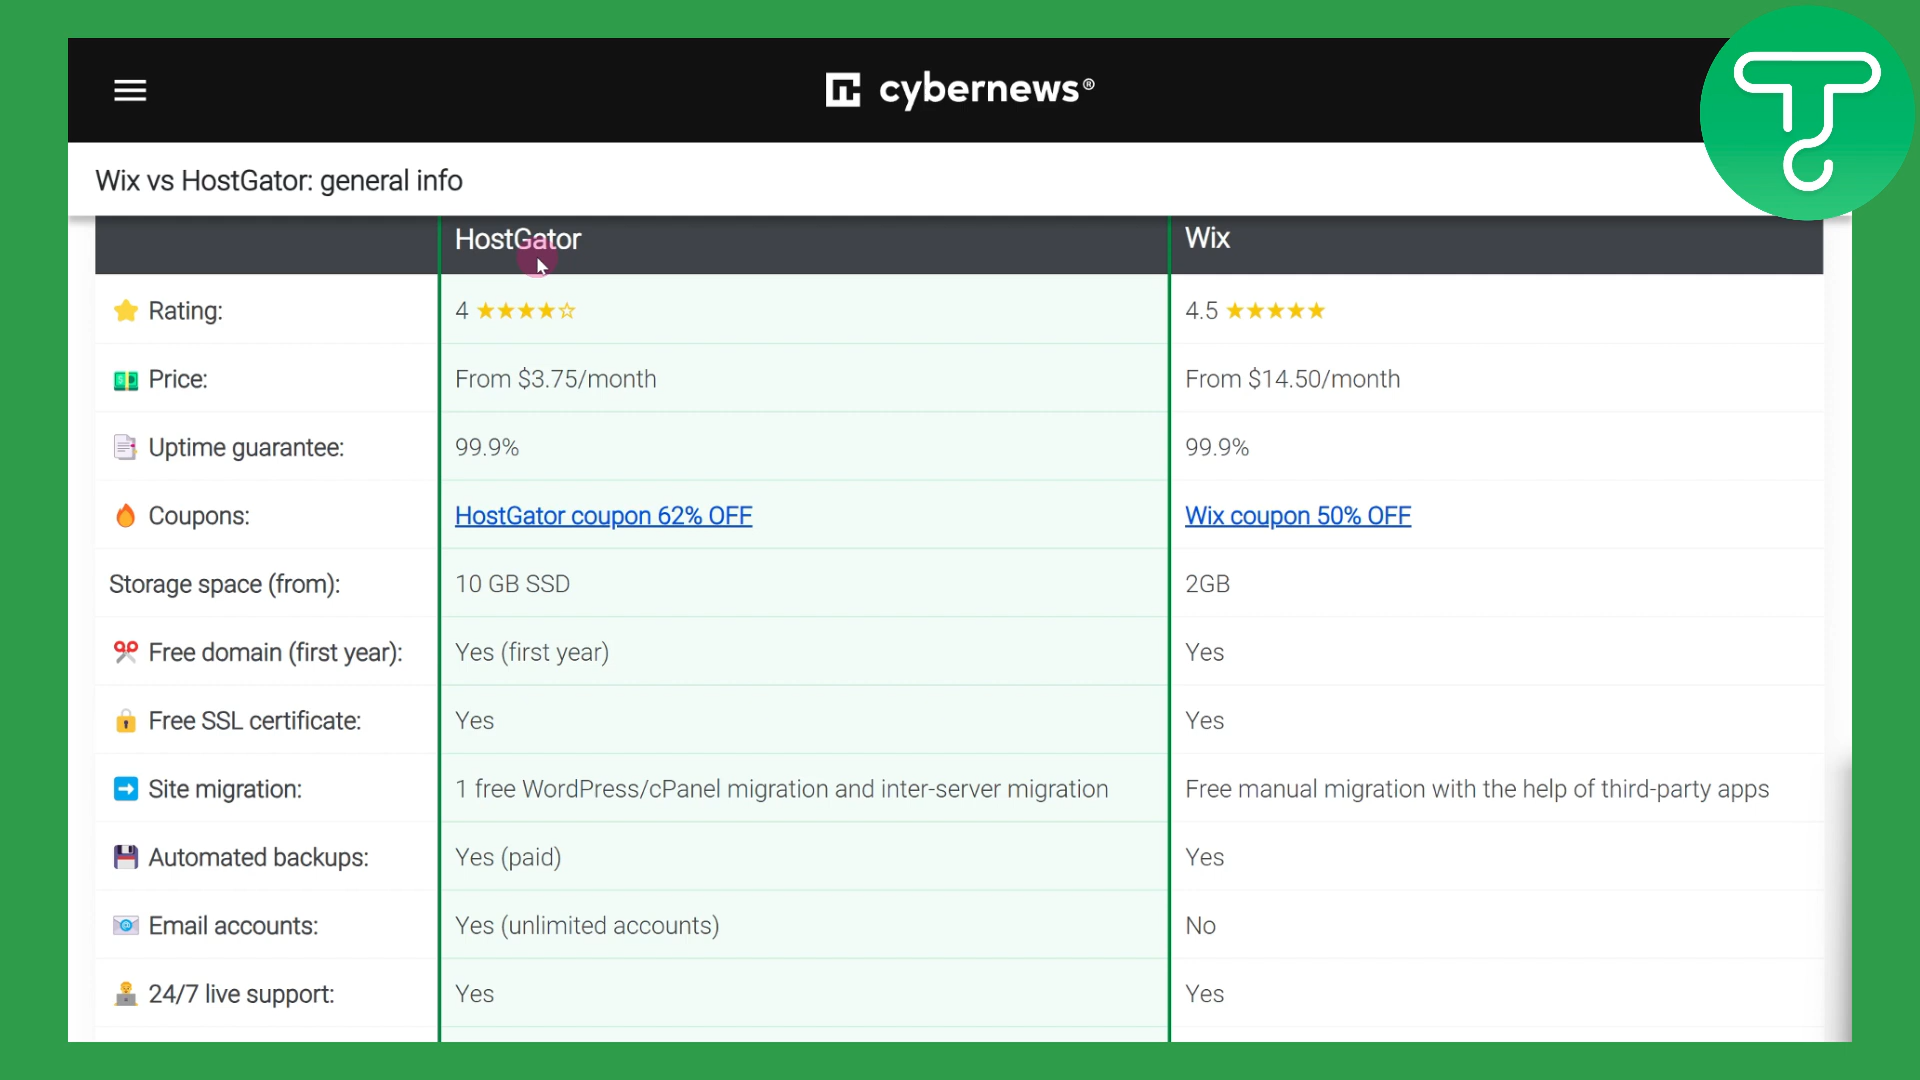 cybernews®
Wix vs HostGator: general info
HostGator Wix
Rating: 4 ★★★★☆ 4.5 ★★★★★
Price: From $3.75/month From $14.50/month
Uptime guarantee: 99.9% 99.9%
Coupons: HostGator coupon 62% OFF Wix coupon 50% OFF
Storage space (from): 10 GB SSD 2GB
Free domain (first year): Yes (first year) Yes
Free SSL certificate: Yes Yes
Site migration: 1 free WordPress/cPanel migration and inter-server migration Free manual migration with the help of third-party apps
Automated backups: Yes (paid) Yes
Email accounts: Yes (unlimited accounts) No
24/7 live support: Yes Yes